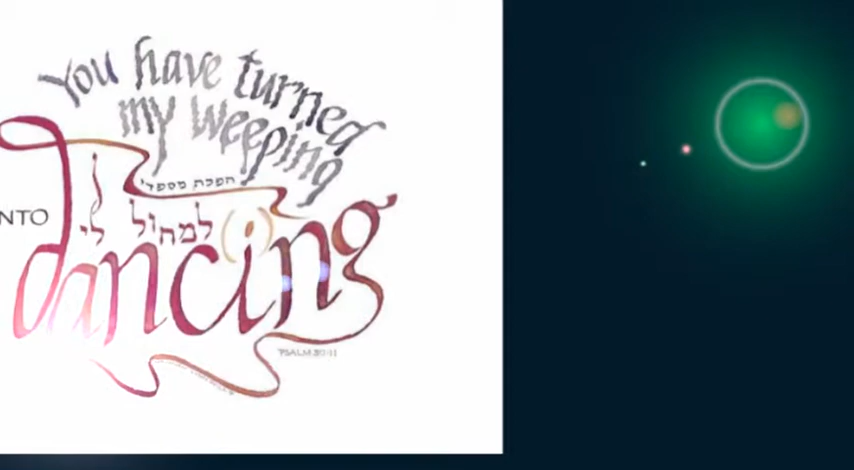 You have turned
my weeping
הפכת מספדי
NTO
למחול לי
dancing
PSALM 30:11